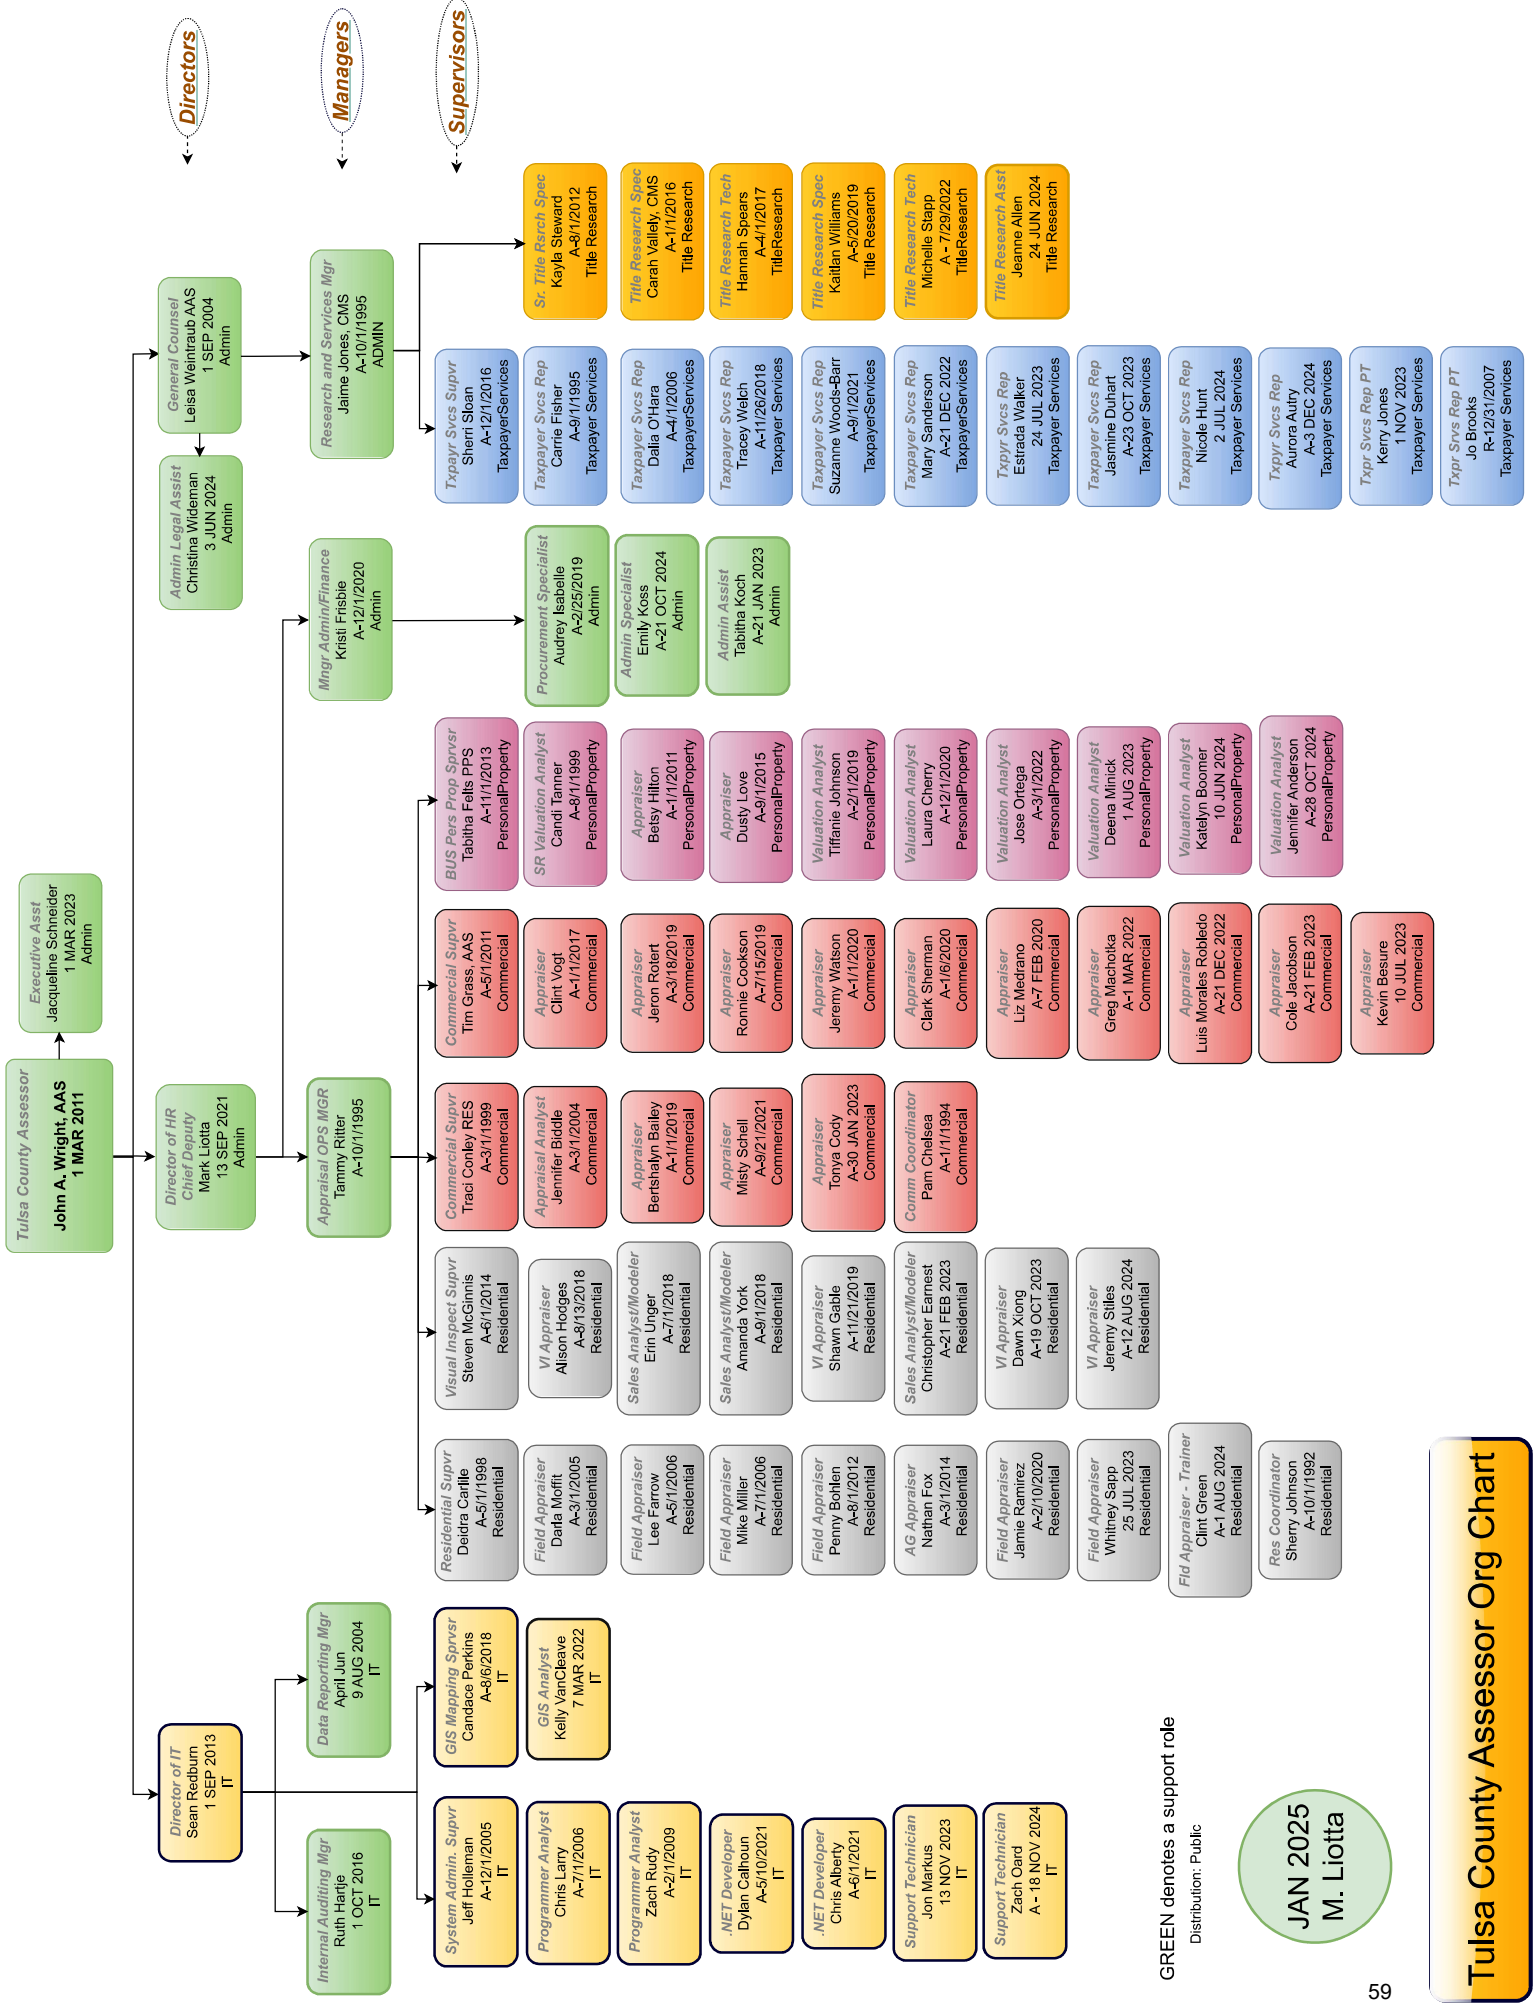 Tulsa County Assessor
John A. Wright, AAS
1 MAR 2011
Executive Asst
Jacqueline Schneider
1 MAR 2023
Admin
Directors
Director of IT
Sean Redburn
1 SEP 2013
IT
Director of HR
Chief Deputy
Mark Liotta
13 SEP 2021
Admin
Admin Legal Assist
Christina Wideman
3 JUN 2024
Admin
General Counsel
Leisa Weintraub AAS
1 SEP 2004
Admin
Managers
Internal Auditing Mgr
Ruth Hartje
1 OCT 2016
IT
Data Reporting Mgr
April Jun
9 AUG 2004
IT
Appraisal OPS MGR
Tammy Ritter
A-10/1/1995
Mngr Admin/Finance
Kristi Frisbie
A-12/1/2020
Admin
Research and Services Mgr
Jaime Jones, CMS
A-10/1/1995
ADMIN
Supervisors
System Admin. Supvr
Jeff Holleman
A-12/1/2005
IT
Programmer Analyst
Chris Larry
A-7/1/2006
IT
Programmer Analyst
Zach Rudy
A-2/1/2009
IT
.NET Developer
Dylan Calhoun
A-5/10/2021
IT
.NET Developer
Chris Alberty
A-6/1/2021
IT
Support Technician
Jon Markus
13 NOV 2023
IT
Support Technician
Zach Oard
A - 18 NOV 2024
IT
GIS Mapping Sprvsr
Candace Perkins
A-8/6/2018
IT
GIS Analyst
Kelly VanCleave
7 MAR 2022
IT
Residential Supvr
Deidra Carlile
A-5/1/1998
Residential
Field Appraiser
Darla Moffit
A-3/1/2005
Residential
Field Appraiser
Lee Farrow
A-5/1/2006
Residential
Field Appraiser
Mike Miller
A-7/1/2006
Residential
Field Appraiser
Penny Bohlen
A-8/1/2012
Residential
AG Appraiser
Nathan Fox
A-3/1/2014
Residential
Field Appraiser
Jamie Ramirez
A-2/10/2020
Residential
Field Appraiser
Whitney Sapp
25 JUL 2023
Residential
Fld Appraiser - Trainer
Clint Green
A-1 AUG 2024
Residential
Res Coordinator
Sherry Johnson
A-10/1/1992
Residential
Visual Inspect Supvr
Steven McGinnis
A-6/1/2014
Residential
VI Appraiser
Alison Hodges
A-8/13/2018
Residential
Sales Analyst/Modeler
Erin Unger
A-7/1/2018
Residential
Sales Analyst/Modeler
Amanda York
A-9/1/2018
Residential
VI Appraiser
Shawn Gable
A-11/21/2019
Residential
Sales Analyst/Modeler
Christopher Earnest
A-21 FEB 2023
Residential
VI Appraiser
Dawn Xiong
A-19 OCT 2023
Residential
VI Appraiser
Jeremy Stilles
A-12 AUG 2024
Residential
Commercial Supvr
Traci Conley RES
A-3/1/1999
Commercial
Appraisal Analyst
Jennifer Biddle
A-3/1/2004
Commercial
Appraiser
Bertshalyn Bailey
A-1/1/2019
Commercial
Appraiser
Misty Schell
A-9/21/2021
Commercial
Appraiser
Tonya Cody
A-30 JAN 2023
Commercial
Comm Coordinator
Pam Chelsea
A-1/1/1994
Commercial
Commercial Supvr
Tim Grass, AAS
A-5/1/2011
Commercial
Appraiser
Clint Vogt
A-1/1/2017
Commercial
Appraiser
Jeron Rotert
A-3/18/2019
Commercial
Appraiser
Ronnie Cookson
A-7/15/2019
Commercial
Appraiser
Jeremy Watson
A-1/1/2020
Commercial
Appraiser
Clark Sherman
A-1/6/2020
Commercial
Appraiser
Liz Medrano
A-7 FEB 2020
Commercial
Appraiser
Greg Machotka
A-1 MAR 2022
Commercial
Appraiser
Luis Morales Robledo
A-21 DEC 2022
Commercial
Appraiser
Cole Jacobson
A-21 FEB 2023
Commercial
Appraiser
Kevin Besure
10 JUL 2023
Commercial
BUS Pers Prop Sprvsr
Tabitha Felts PPS
A-11/1/2013
PersonalProperty
SR Valuation Analyst
Candi Tanner
A-8/1/1999
PersonalProperty
Appraiser
Betsy Hilton
A-1/1/2011
PersonalProperty
Appraiser
Dusty Love
A-9/1/2015
PersonalProperty
Valuation Analyst
Tiffanie Johnson
A-2/1/2019
PersonalProperty
Valuation Analyst
Laura Cherry
A-12/1/2020
PersonalProperty
Valuation Analyst
Jose Ortega
A-3/1/2022
PersonalProperty
Valuation Analyst
Deena Minick
1 AUG 2023
PersonalProperty
Valuation Analyst
Katelyn Boomer
10 JUN 2024
PersonalProperty
Valuation Analyst
Jennifer Anderson
A-28 OCT 2024
PersonalProperty
Procurement Specialist
Audrey Isabelle
A-2/25/2019
Admin
Admin Specialist
Emily Koss
A-21 OCT 2024
Admin
Admin Assist
Tabitha Koch
A-21 JAN 2023
Admin
Txpayr Svcs Supvr
Sherri Sloan
A-12/1/2016
TaxpayerServices
Taxpayer Svcs Rep
Carrie Fisher
A-9/1/1995
Taxpayer Services
Taxpayer Svcs Rep
Dalia O'Hara
A-4/1/2006
TaxpayerServices
Taxpayer Svcs Rep
Tracey Welch
A-11/26/2018
Taxpayer Services
Taxpayer Svcs Rep
Suzanne Woods-Barr
A-9/1/2021
Taxpayer Services
Taxpayer Svcs Rep
Mary Sanderson
A-21 DEC 2022
TaxpayerServices
Txpyr Svcs Rep
Estrada Walker
24 JUL 2023
Taxpayer Services
Taxpayer Svcs Rep
Jasmine Duhart
A-23 OCT 2023
Taxpayer Services
Taxpayer Svcs Rep
Nicole Hunt
2 JUL 2024
Taxpayer Services
Txpyr Svcs Rep
Aurora Autry
A-3 DEC 2024
Taxpayer Services
Txpr Svcs Rep PT
Kerry Jones
1 NOV 2023
Taxpayer Services
Txpr Srvs Rep PT
Jo Brooks
R-12/31/2007
Taxpayer Services
Sr. Title Rsrch Spec
Kayla Steward
A-8/1/2012
Title Research
Title Research Spec
Carah Vallely, CMS
A-1/1/2016
Title Research
Title Research Tech
Hannah Spears
A-4/1/2017
TitleResearch
Title Research Spec
Kaitlan Williams
A-5/20/2019
Title Research
Title Research Tech
Michelle Stapp
A - 7/29/2022
TitleResearch
Title Research Asst
Jeanne Allen
24 JUN 2024
Title Research
GREEN denotes a support role
Distribution: Public
JAN 2025
M. Liotta
59
Tulsa County Assessor Org Chart